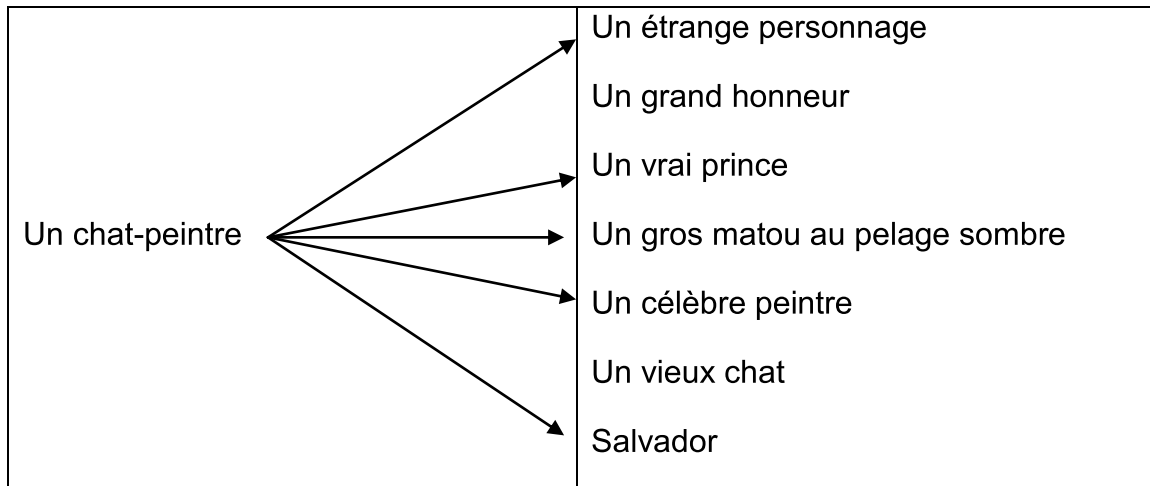 Un étrange personnage
Un grand honneur
Un vrai prince
Un chat-peintre
Un gros matou au pelage sombre
Un célèbre peintre
Un vieux chat
Salvador